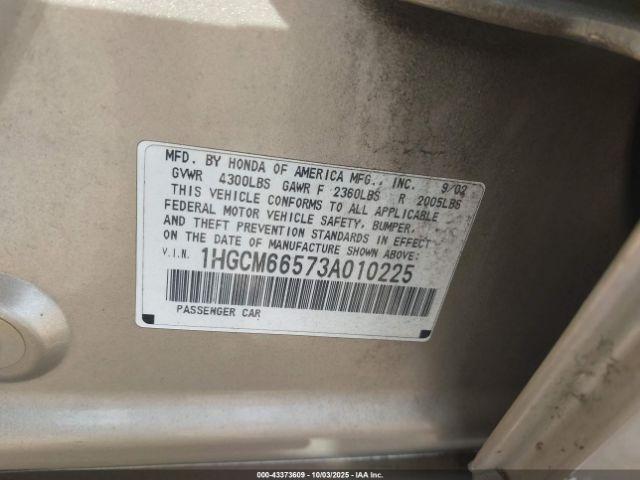 MFD. BY HONDA OF AMERICA MFG., INC. 9/02
GVWR 4300LBS GAWR F 2360LBS R 2005LBS
THIS VEHICLE CONFORMS TO ALL APPLICABLE
FEDERAL MOTOR VEHICLE SAFETY, BUMPER,
AND THEFT PREVENTION STANDARDS IN EFFECT
ON THE DATE OF MANUFACTURE SHOWN ABOVE.
V.I.N. 1HGCM66573A010225
PASSENGER CAR
00-43373609 | 10/03/2025 | IAA Inc.